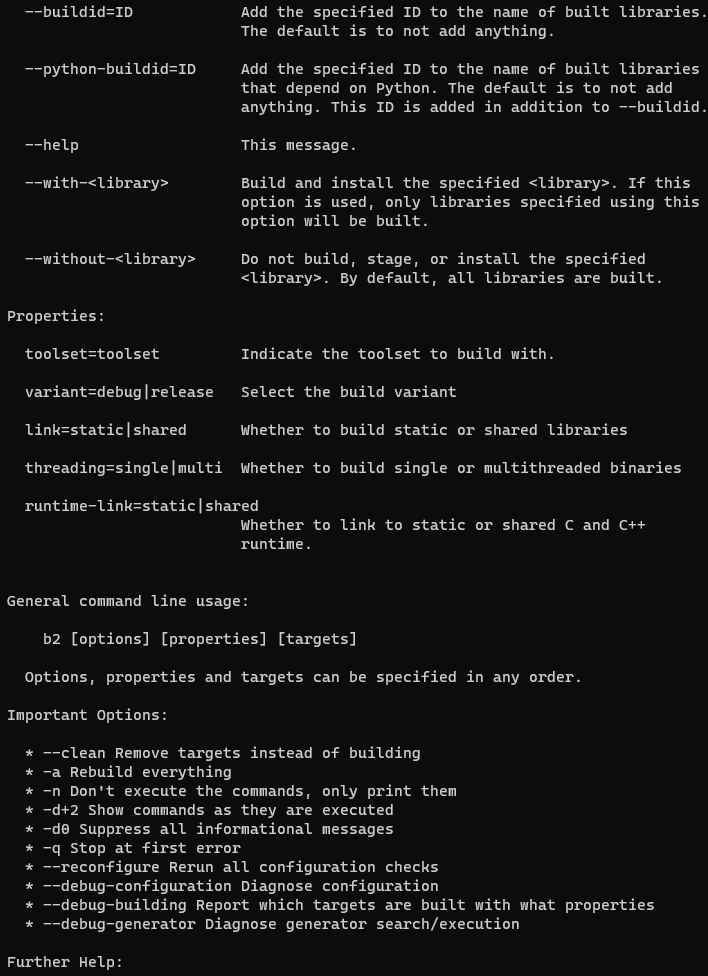 --buildid=ID            Add the specified ID to the name of built libraries.
                        The default is to not add anything.
--python-buildid=ID     Add the specified ID to the name of built libraries
                        that depend on Python. The default is to not add
                        anything. This ID is added in addition to --buildid.
--help                  This message.
--with-<library>        Build and install the specified <library>. If this
                        option is used, only libraries specified using this
                        option will be built.
--without-<library>     Do not build, stage, or install the specified
                        <library>. By default, all libraries are built.
Properties:
toolset=toolset         Indicate the toolset to build with.
variant=debug|release   Select the build variant
link=static|shared      Whether to build static or shared libraries
threading=single|multi  Whether to build single or multithreaded binaries
runtime-link=static|shared
                        Whether to link to static or shared C and C++
                        runtime.
General command line usage:
b2 [options] [properties] [targets]
Options, properties and targets can be specified in any order.
Important Options:
* --clean Remove targets instead of building
* -a Rebuild everything
* -n Don't execute the commands, only print them
* -d+2 Show commands as they are executed
* -d0 Suppress all informational messages
* -q Stop at first error
* --reconfigure Rerun all configuration checks
* --debug-configuration Diagnose configuration
* --debug-building Report which targets are built with what properties
* --debug-generator Diagnose generator search/execution
Further Help: